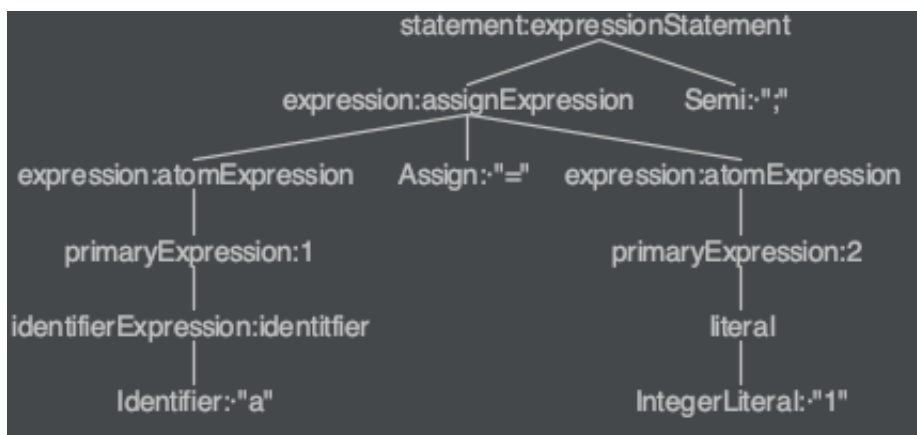 statement:expressionStatement
expression:assignExpression Semi:·";"
expression:atomExpression Assign:·"=" expression:atomExpression
primaryExpression:1 primaryExpression:2
identifierExpression:identitfier literal
Identifier:·"a" IntegerLiteral:·"1"